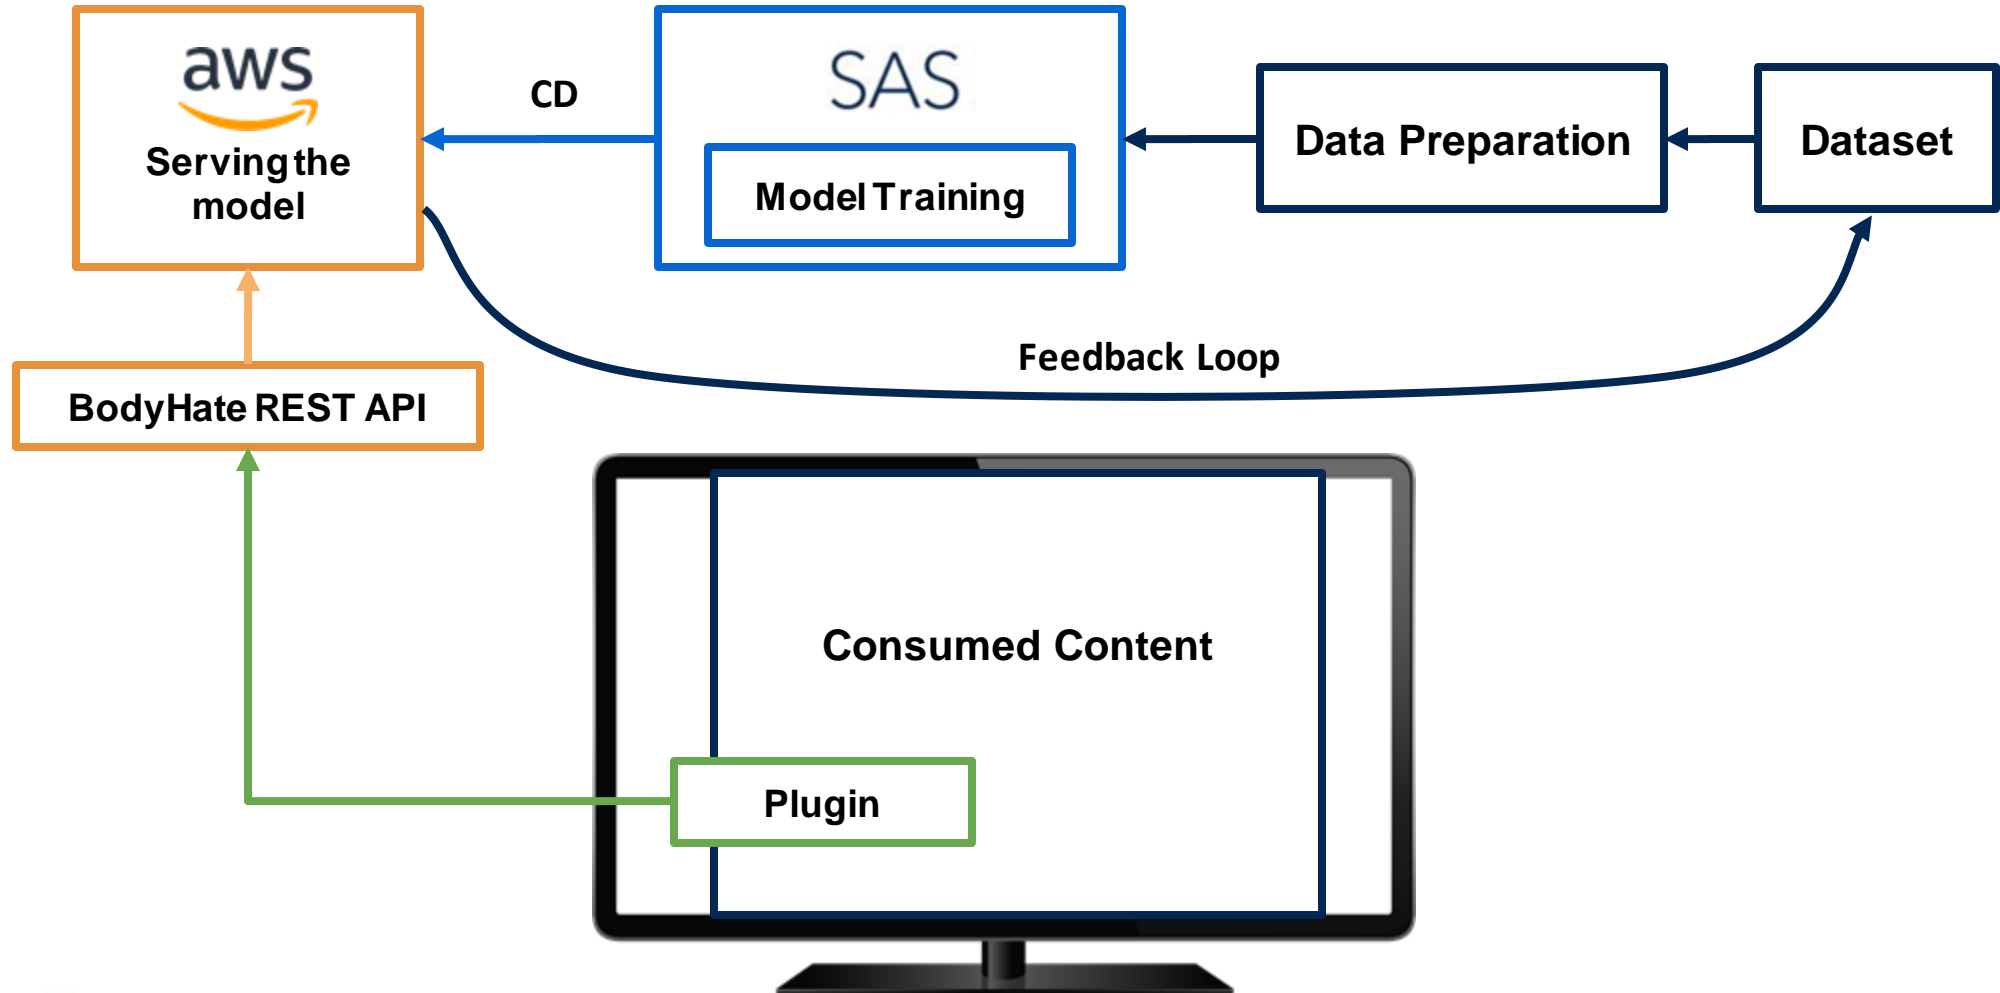 aws
Serving the
model
CD
SAS
Model Training
Data Preparation
Dataset
Feedback Loop
BodyHate REST API
Consumed Content
Plugin